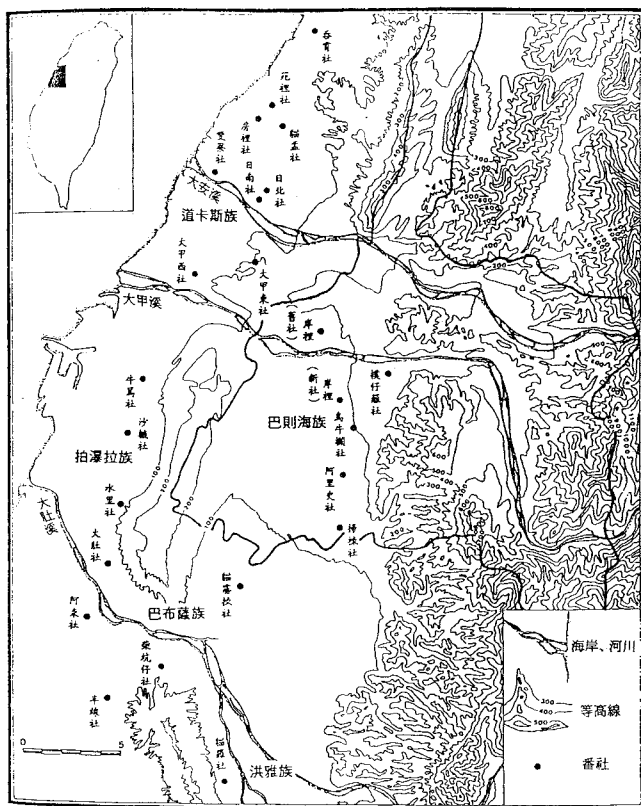 吞霄社
苑裡社
房裡社
貓盂社
雙寮社
日南社
日北社
大安溪
道卡斯族
大甲西社
大甲東社
大甲溪
岸裡
(舊社)
岸裡
(新社)
樸仔籬社
牛罵社
沙轆社
巴則海族
烏牛欄社
拍瀑拉族
阿里史社
水里社
大肚溪
掃捒社
大肚社
貓霧拺社
阿束社
巴布薩族
柴坑仔社
半線社
貓羅社
洪雅族
0
5
海岸、河川
300
400
500
等高線
番社